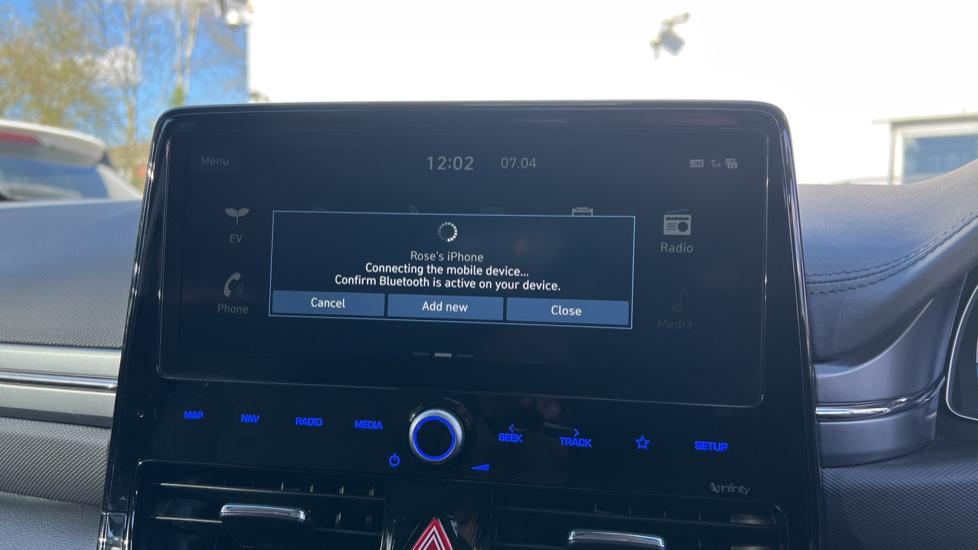 Menu
12:02
07.04
LIVE
EV
Radio
Rose's iPhone
Connecting the mobile device...
Confirm Bluetooth is active on your device.
Cancel
Add new
Close
Phone
Media
MAP
NAV
RADIO
MEDIA
SEEK
TRACK
SETUP
Infinity